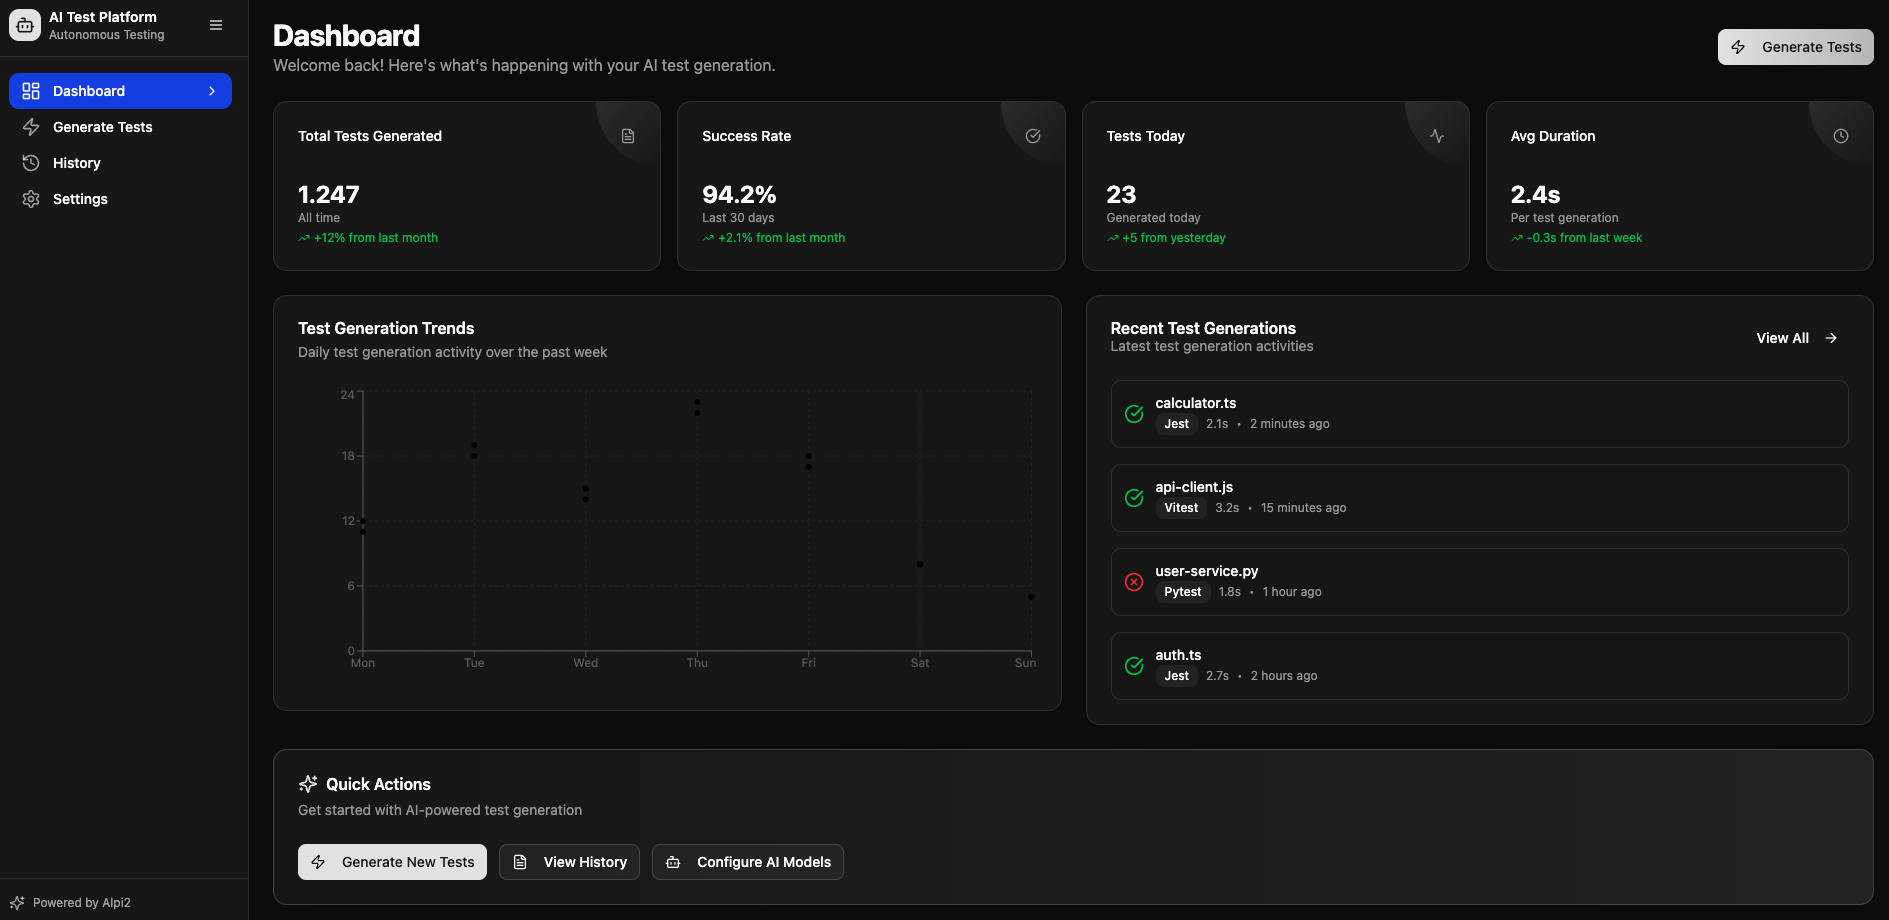 AI Test Platform
Autonomous Testing
Dashboard
Generate Tests
History
Settings
Powered by AIpi2
Dashboard
Welcome back! Here's what's happening with your AI test generation.
Generate Tests
Total Tests Generated
1.247
All time
+12% from last month
Success Rate
94.2%
Last 30 days
+2.1% from last month
Tests Today
23
Generated today
+5 from yesterday
Avg Duration
2.4s
Per test generation
-0.3s from last week
Test Generation Trends
Daily test generation activity over the past week
24
18
12
6
0
Mon Tue Wed Thu Fri Sat Sun
Recent Test Generations
Latest test generation activities
View All
calculator.ts
Jest 2.1s • 2 minutes ago
api-client.js
Vitest 3.2s • 15 minutes ago
user-service.py
Pytest 1.8s • 1 hour ago
auth.ts
Jest 2.7s • 2 hours ago
Quick Actions
Get started with AI-powered test generation
Generate New Tests
View History
Configure AI Models